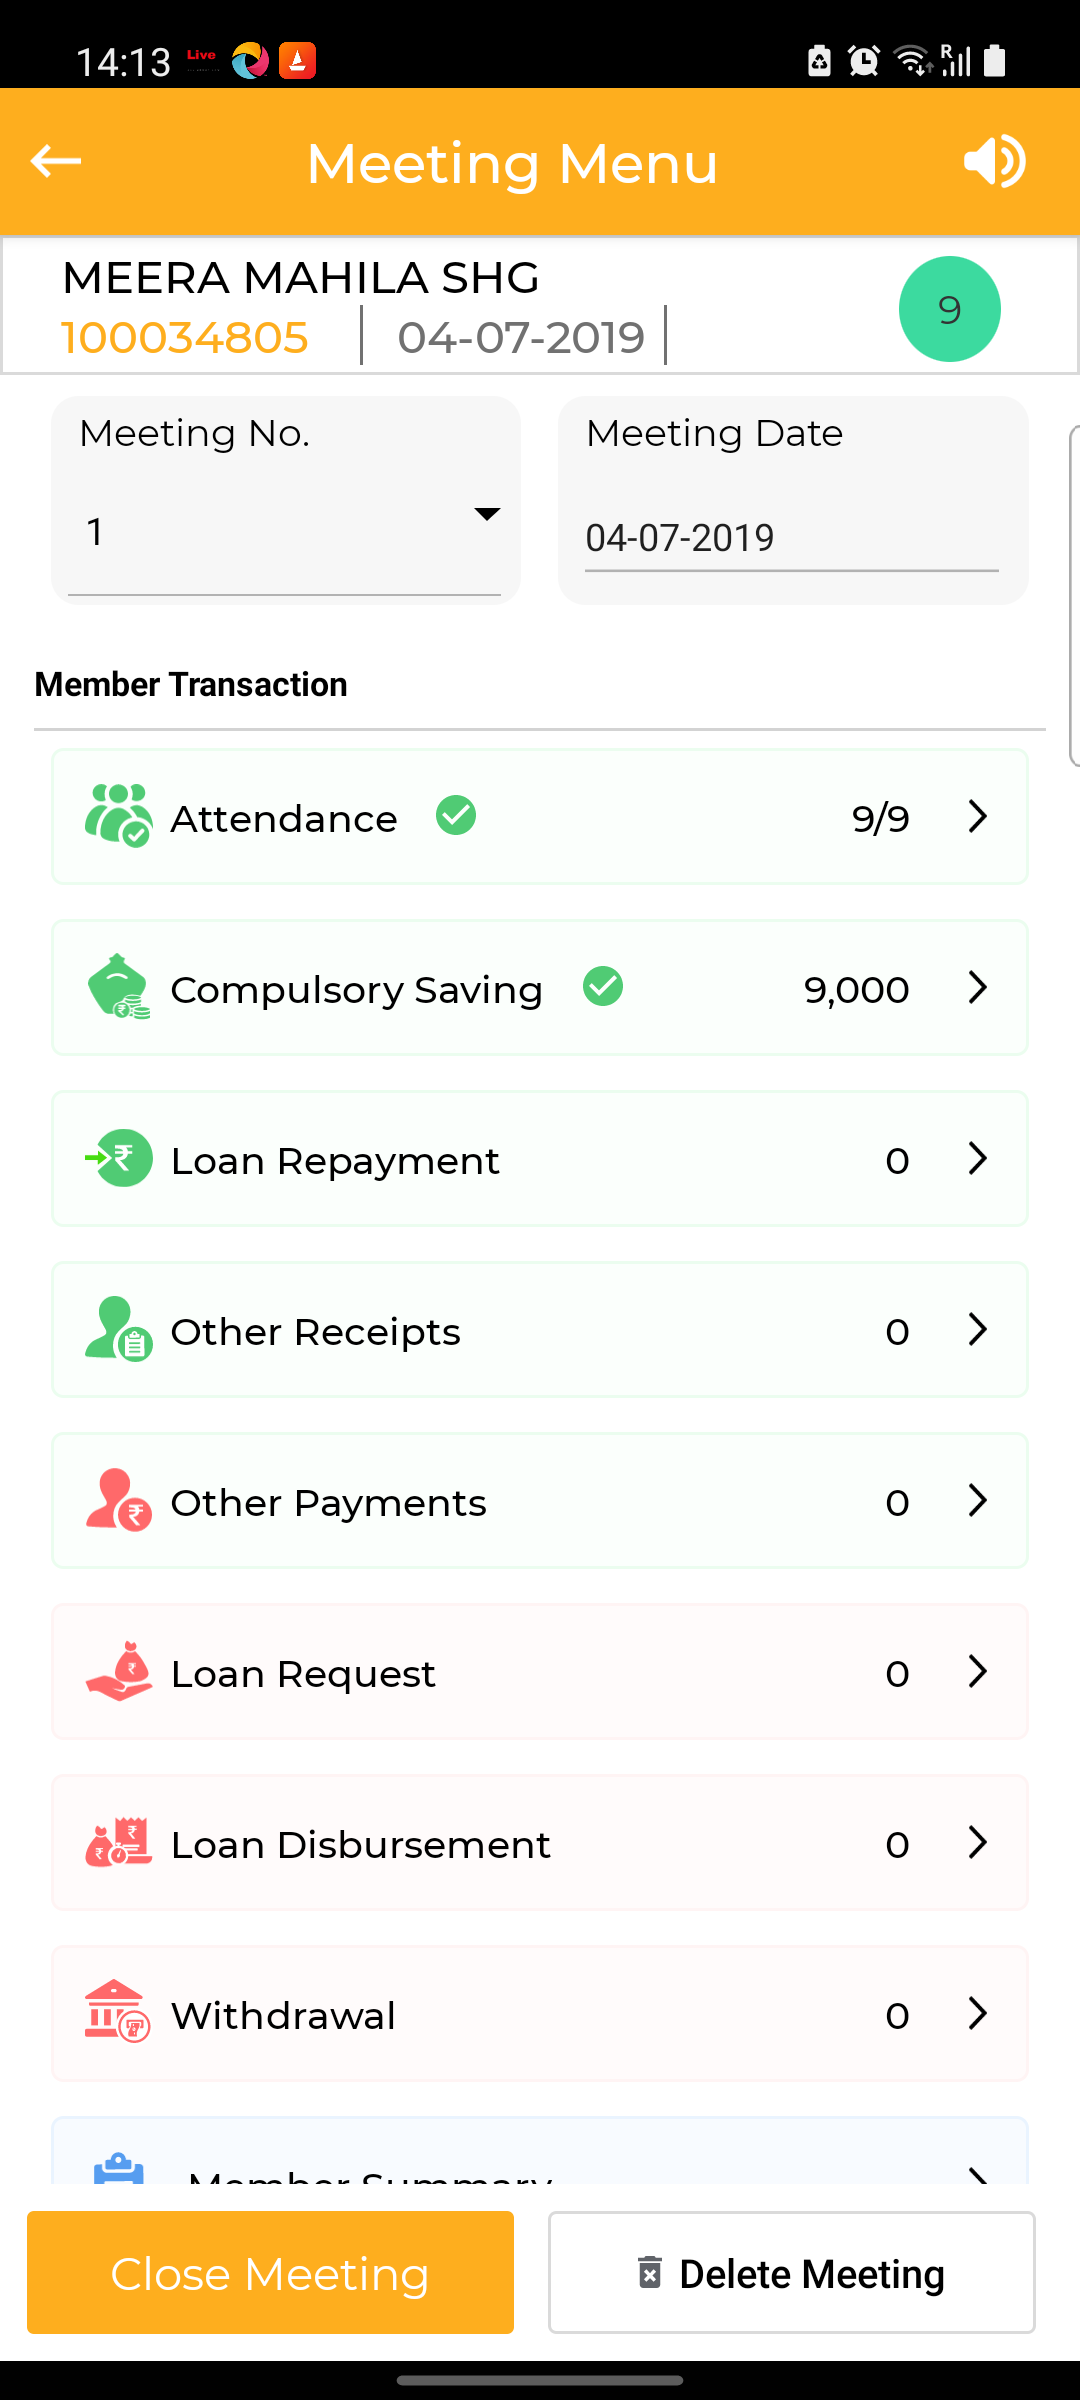 14:13 Live R
Meeting Menu
MEERA MAHILA SHG
100034805 04-07-2019
9
Meeting No. Meeting Date
1 04-07-2019
Member Transaction
Attendance 9/9
Compulsory Saving 9,000
Loan Repayment 0
Other Receipts 0
Other Payments 0
Loan Request 0
Loan Disbursement 0
Withdrawal 0
Member Summary
Close Meeting Delete Meeting